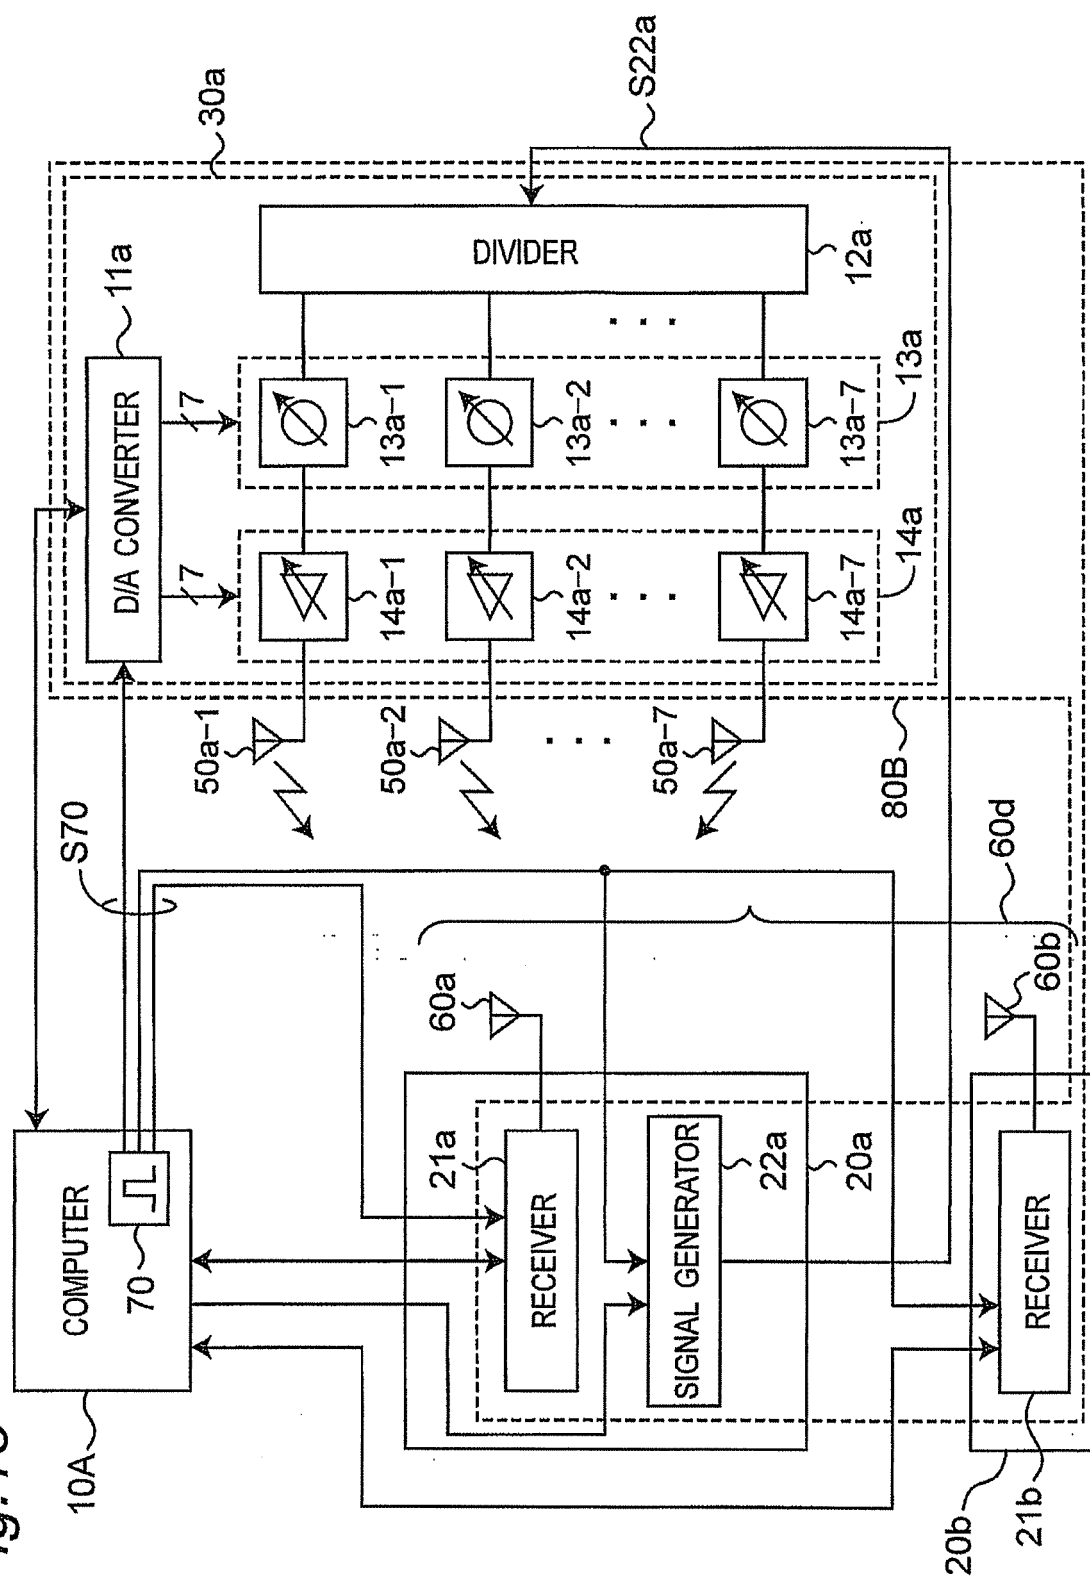 10A
COMPUTER
70
S70
D/A CONVERTER
11a
30a
7
7
50a-1
14a-1
13a-1
50a-2
14a-2
13a-2
DIVIDER
S22a
· · ·
· · ·
· · ·
· · ·
50a-7
14a-7
13a-7
12a
14a
13a
80B
60d
21a
RECEIVER
60a
SIGNAL GENERATOR
22a
20a
60b
RECEIVER
21b
20b